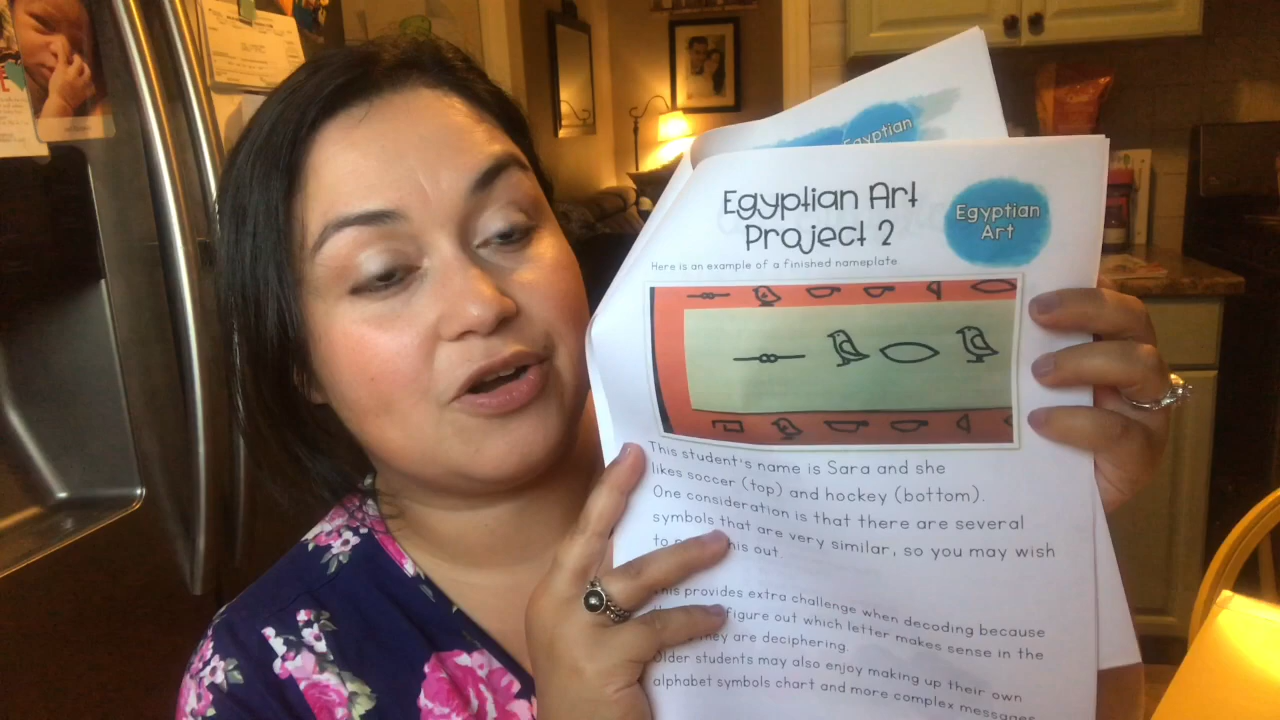 Egyptian
Egyptian Art
Project 2
Egyptian
Art
Here is an example of a finished nameplate
This student's name is Sara and she
likes soccer (top) and hockey (bottom).
One consideration is that there are several
symbols that are very similar, so you may wish
to his out.
his provides extra challenge when decoding because
figure out which letter makes sense in the
they are deciphering.
Older students may also enjoy making up their own
alphabet symbols chart and more complex messages